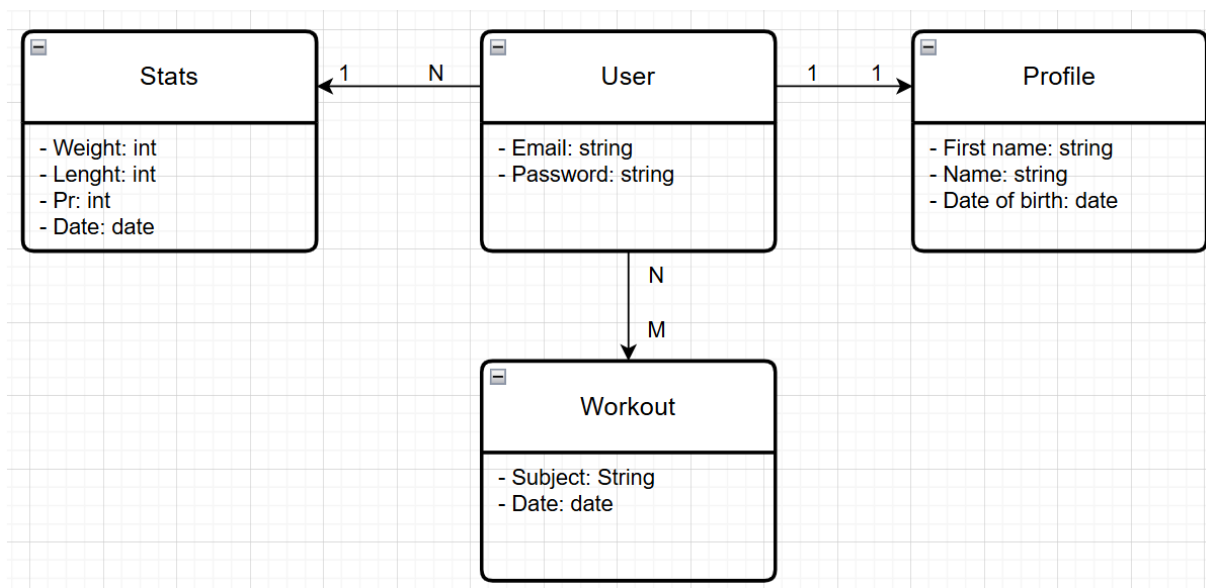 Stats
- Weight: int
- Lenght: int
- Pr: int
- Date: date
1 N
User
- Email: string
- Password: string
1 1
Profile
- First name: string
- Name: string
- Date of birth: date
N
M
Workout
- Subject: String
- Date: date